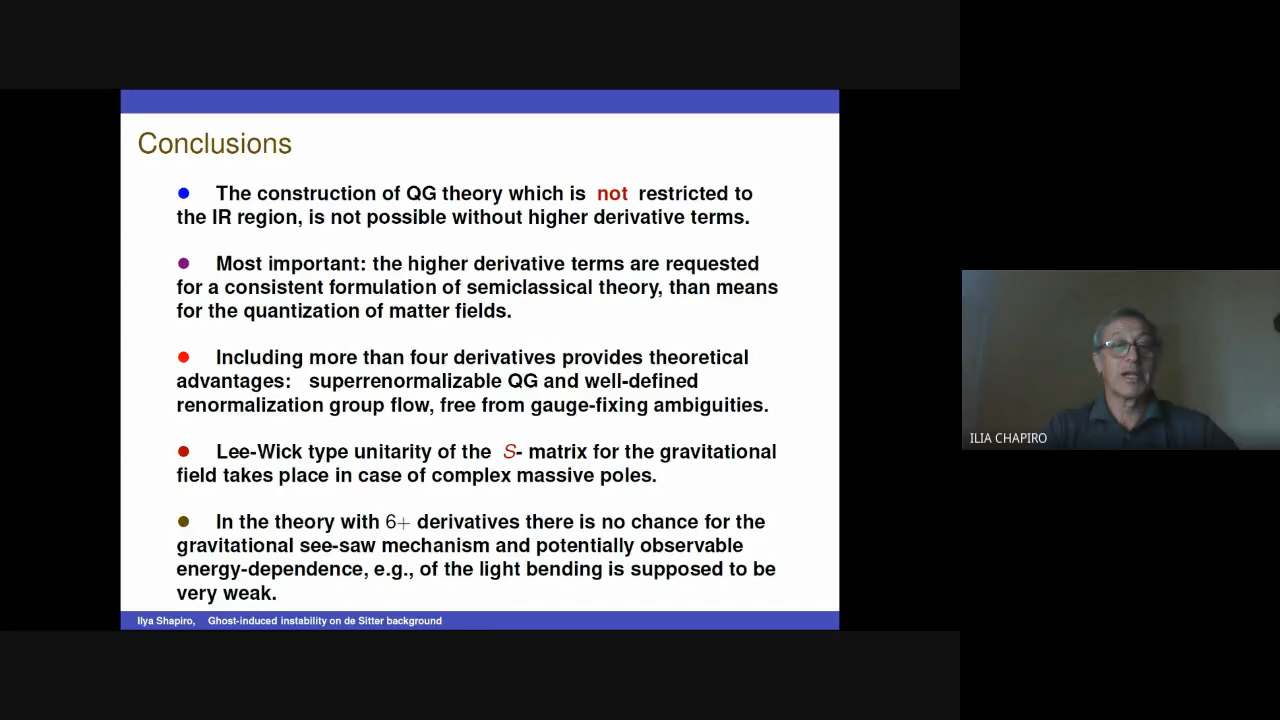 Conclusions
The construction of QG theory which is not restricted to
the IR region, is not possible without higher derivative terms.
Most important: the higher derivative terms are requested
for a consistent formulation of semiclassical theory, than means
for the quantization of matter fields.
Including more than four derivatives provides theoretical
advantages: superrenormalizable QG and well-defined
renormalization group flow, free from gauge-fixing ambiguities.
Lee-Wick type unitarity of the S- matrix for the gravitational
field takes place in case of complex massive poles.
In the theory with 6+ derivatives there is no chance for the
gravitational see-saw mechanism and potentially observable
energy-dependence, e.g., of the light bending is supposed to be
very weak.
Ilya Shapiro, Ghost-induced instability on de Sitter background
ILIA CHAPIRO